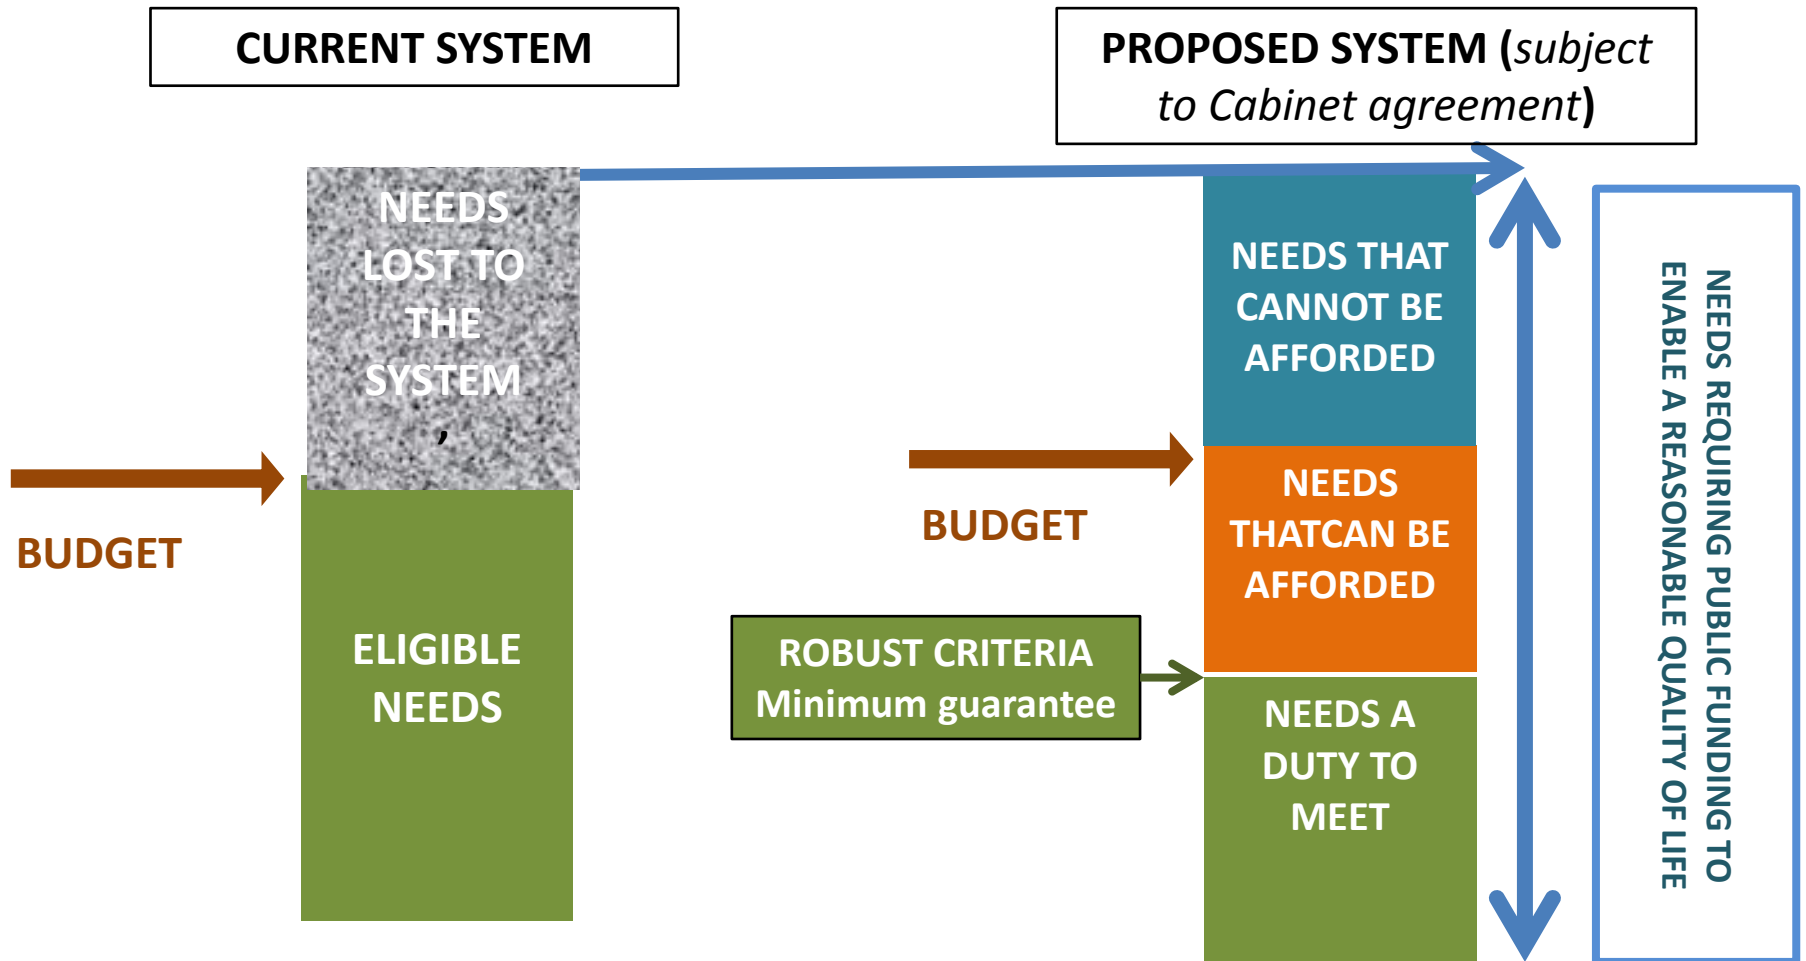 CURRENT SYSTEM
PROPOSED SYSTEM (subject
to Cabinet agreement)
NEEDS
LOST TO
THE
SYSTEM
,
BUDGET
ELIGIBLE
NEEDS
NEEDS THAT
CANNOT BE
AFFORDED
BUDGET
NEEDS
THATCAN BE
AFFORDED
ROBUST CRITERIA
Minimum guarantee
NEEDS A
DUTY TO
MEET
NEEDS REQUIRING PUBLIC FUNDING TO
ENABLE A REASONABLE QUALITY OF LIFE